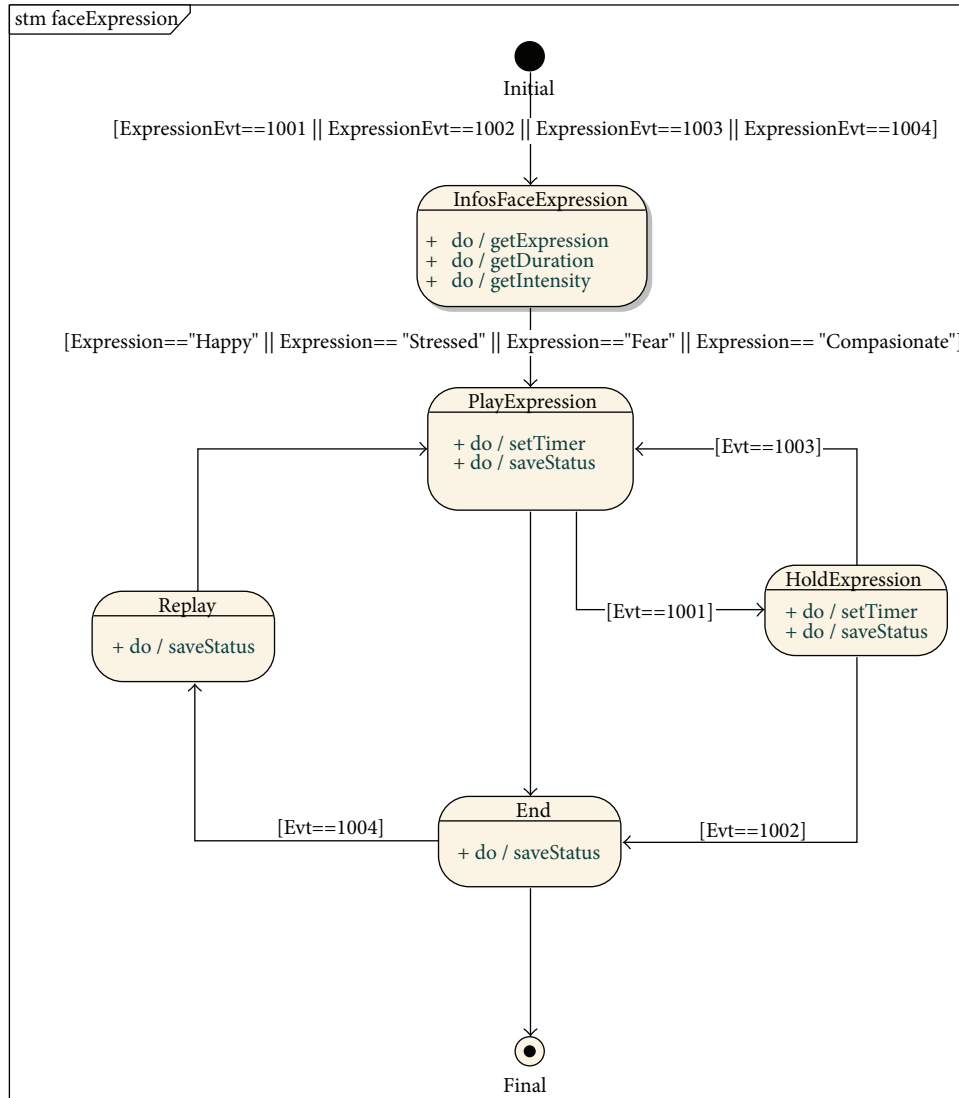 stm faceExpression
Initial
[ExpressionEvt==1001 || ExpressionEvt==1002 || ExpressionEvt==1003 || ExpressionEvt==1004]
InfosFaceExpression
+ do / getExpression
+ do / getDuration
+ do / getIntensity
[Expression=="Happy" || Expression== "Stressed" || Expression=="Fear" || Expression== "Compasionate"]
PlayExpression
+ do / setTimer
+ do / saveStatus
[Evt==1003]
HoldExpression
+ do / setTimer
+ do / saveStatus
[Evt==1001]
Replay
+ do / saveStatus
End
+ do / saveStatus
[Evt==1004]
[Evt==1002]
Final